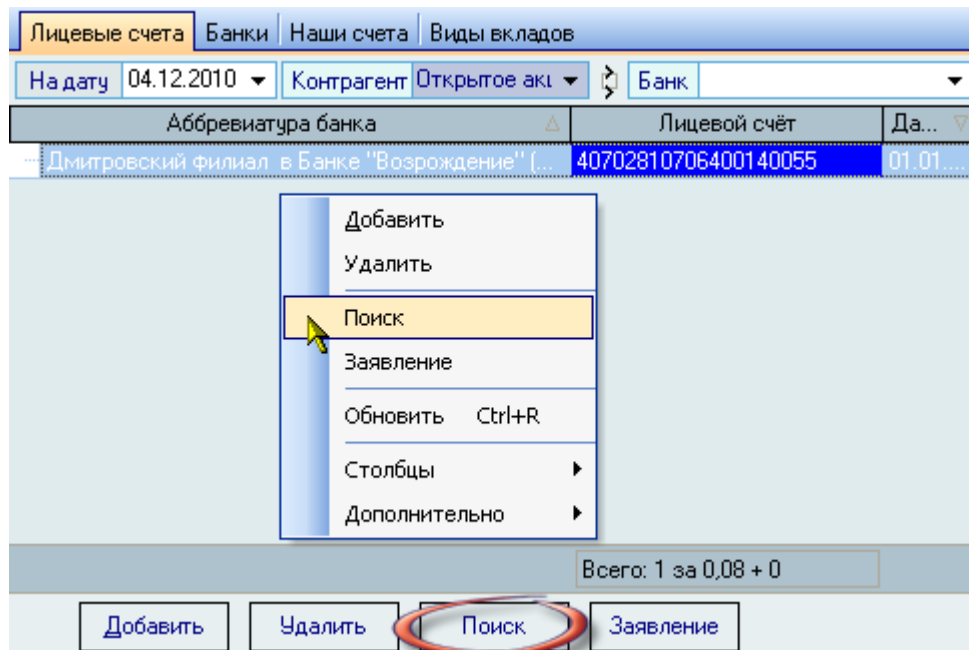 Лицевые счета Банки Наши счета Виды вкладов
На дату 04.12.2010 Контрагент Открытое акц Банк
Аббревиатура банка Лицевой счёт Да...
Дмитровский филиал в Банке "Возрождение" (... 40702810706400140055 01.01....
Добавить
Удалить
Поиск
Заявление
Обновить Ctrl+R
Столбцы
Дополнительно
Всего: 1 за 0,08 + 0
Добавить Удалить Поиск Заявление